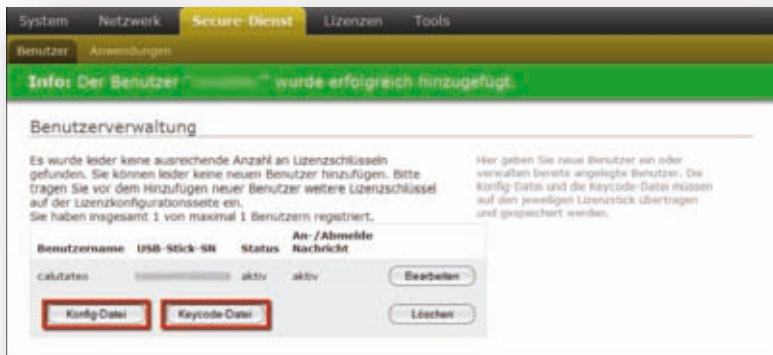 System Netzwerk Secure-Dienst Lizenzen Tools
Benutzer Anwendungen
Info: Der Benutzer " " wurde erfolgreich hinzugefügt.
Benutzerverwaltung
Es wurde leider keine ausreichende Anzahl an Lizenzschlüsseln
gefunden. Sie können leider keine neuen Benutzer hinzufügen. Bitte
tragen Sie vor dem Hinzufügen neuer Benutzer weitere Lizenzschlüssel
auf der Lizenzkonfigurationsseite ein.
Sie haben insgesamt 1 von maximal 1 Benutzern registriert.
Hier geben Sie neue Benutzer ein oder
verwalten bereits angelegte Benutzer. Die
Konfig-Datei und die Keycode-Datei müssen
auf den jeweiligen Lizenzstick übertragen
und gespeichert werden.
Benutzername USB-Stick-SN Status An-/Abmelde Nachricht
calutateo aktiv aktiv Bearbeiten
Konfig-Datei Keycode-Datei Löschen